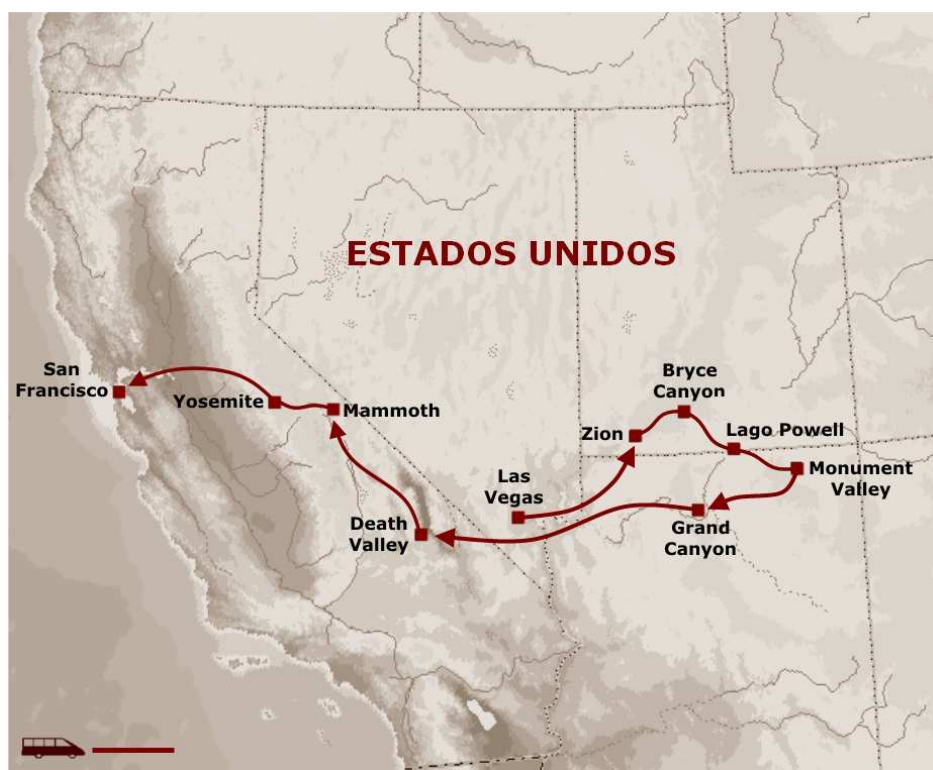 ESTADOS UNIDOS
San
Francisco
Yosemite
Mammoth
Death
Valley
Las
Vegas
Zion
Bryce
Canyon
Lago Powell
Monument
Valley
Grand
Canyon